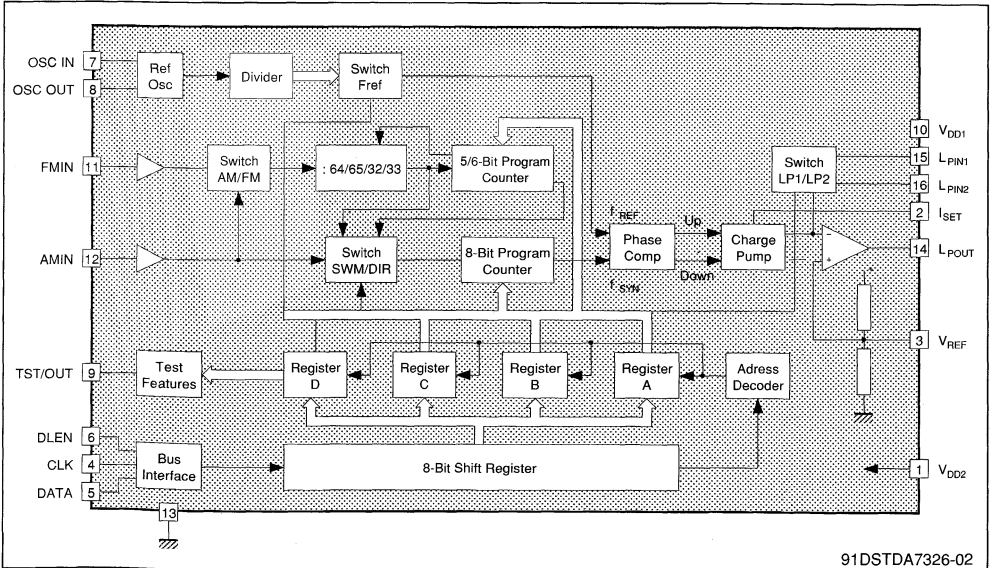 OSC IN 7
OSC OUT 8
Ref
Osc
Divider
Switch
Fref
10 VDD1
FMIN 11
Switch
AM/FM
: 64/65/32/33
5/6-Bit Program
Counter
Switch
LP1/LP2
15 LPIN1
16 LPIN2
2 ISET
AMIN 12
Switch
SWM/DIR
8-Bit Program
Counter
fREF
fSYN
Phase
Comp
Up
Down
Charge
Pump
-
+
+
14 LPOUT
3 VREF
TST/OUT 9
Test
Features
Register
D
Register
C
Register
B
Register
A
Adress
Decoder
DLEN 6
CLK 4
DATA 5
Bus
Interface
8-Bit Shift Register
1 VDD2
13
91DSTDA7326-02